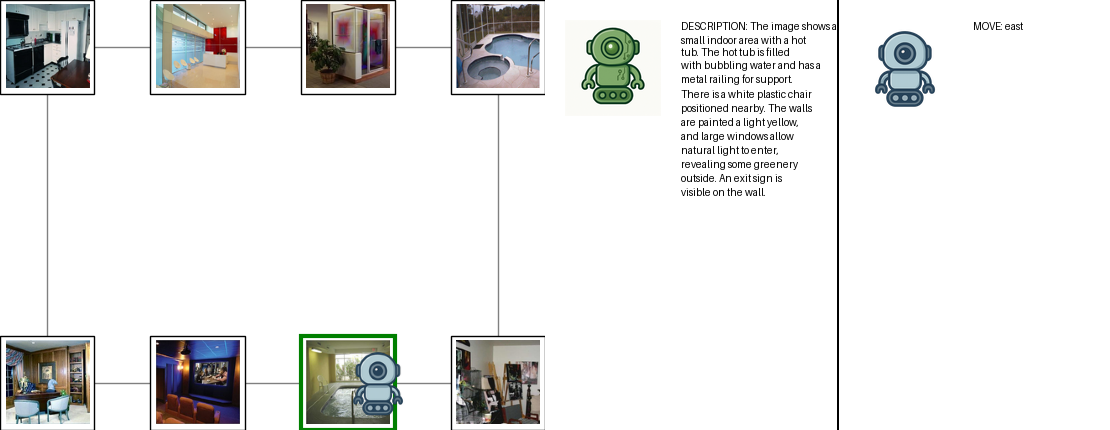 DESCRIPTION: The image shows a
small indoor area with a hot
tub. The hot tub is filled
with bubbling water and has a
metal railing for support.
There is a white plastic chair
positioned nearby. The walls
are painted a light yellow,
and large windows allow
natural light to enter,
revealing some greenery
outside. An exit sign is
visible on the wall.
MOVE: east